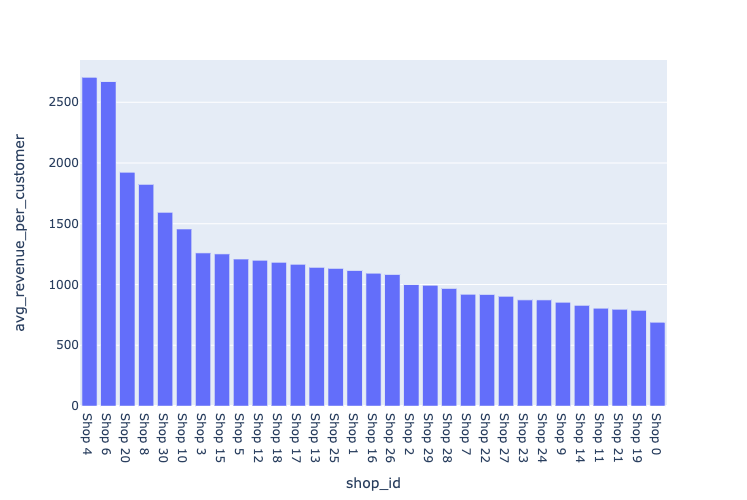 avg_revenue_per_customer
2500
2000
1500
1000
500
0
Shop 4
Shop 6
Shop 20
Shop 8
Shop 30
Shop 10
Shop 3
Shop 15
Shop 5
Shop 12
Shop 18
Shop 17
Shop 13
Shop 25
Shop 1
Shop 16
Shop 26
Shop 2
Shop 29
Shop 28
Shop 7
Shop 22
Shop 27
Shop 23
Shop 24
Shop 9
Shop 14
Shop 11
Shop 21
Shop 19
Shop 0
shop_id